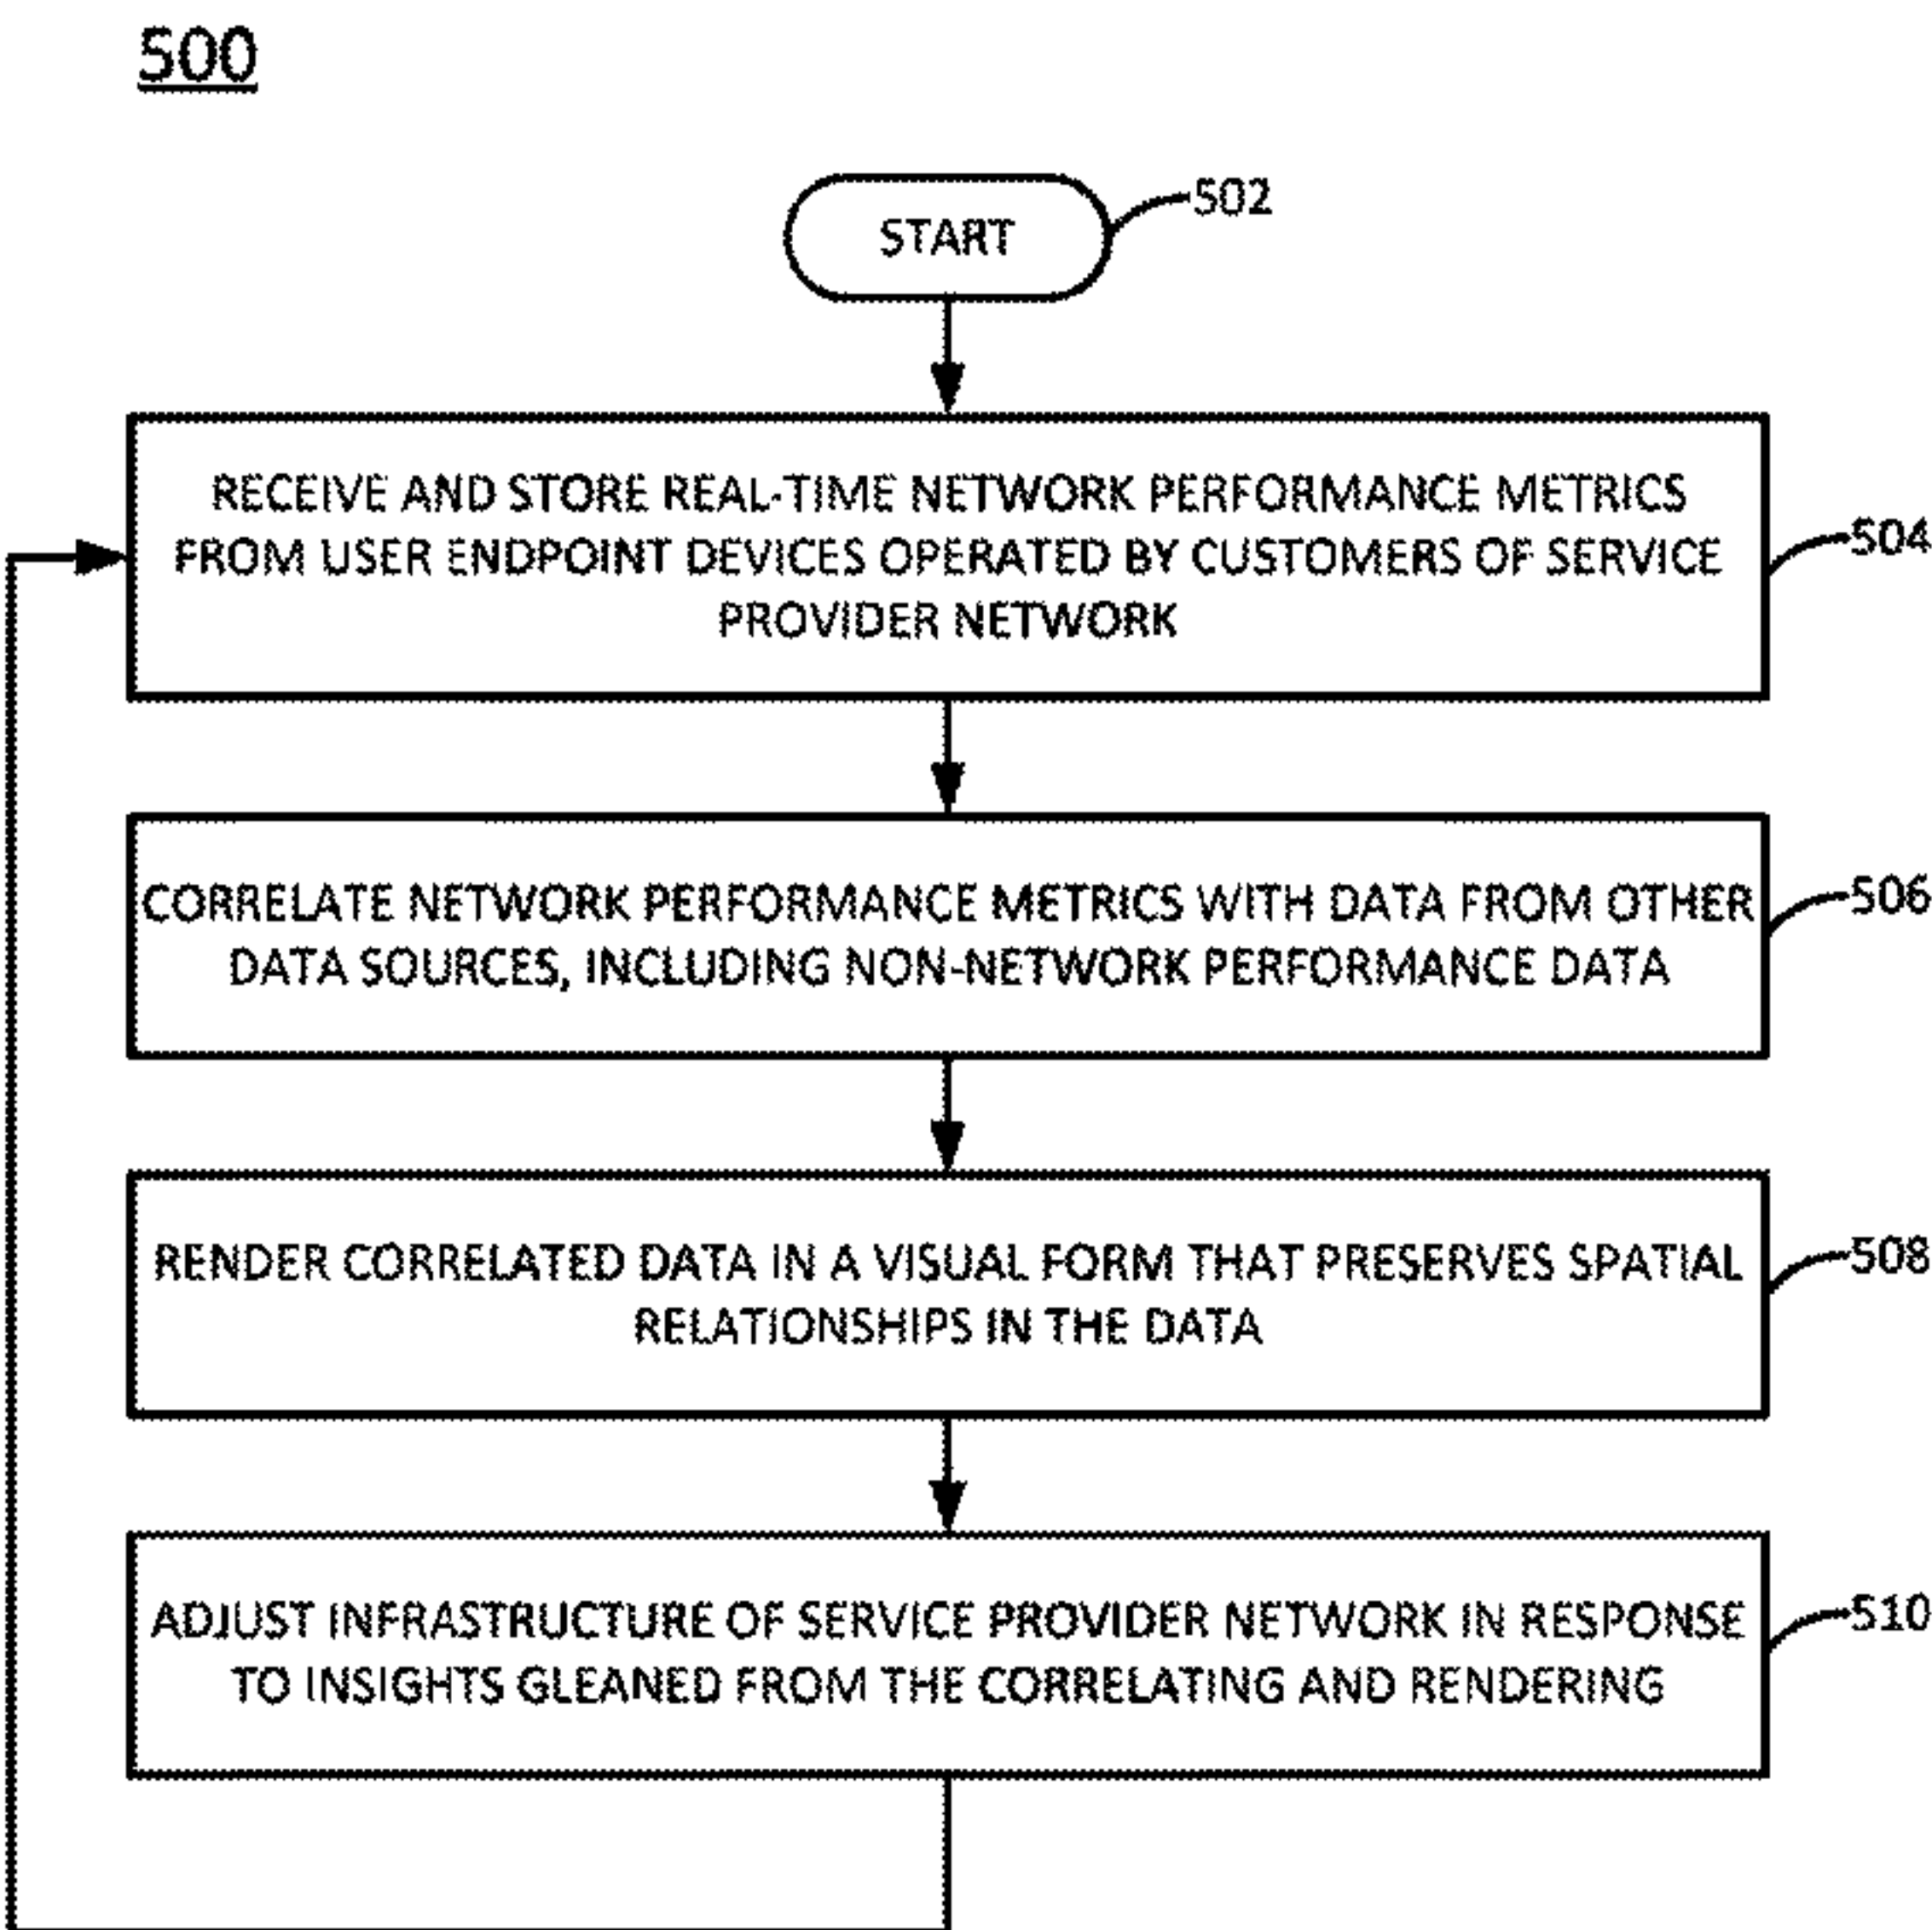 500
START
502
RECEIVE AND STORE REAL-TIME NETWORK PERFORMANCE METRICS
FROM USER ENDPOINT DEVICES OPERATED BY CUSTOMERS OF SERVICE
PROVIDER NETWORK
504
CORRELATE NETWORK PERFORMANCE METRICS WITH DATA FROM OTHER
DATA SOURCES, INCLUDING NON-NETWORK PERFORMANCE DATA
506
RENDER CORRELATED DATA IN A VISUAL FORM THAT PRESERVES SPATIAL
RELATIONSHIPS IN THE DATA
508
ADJUST INFRASTRUCTURE OF SERVICE PROVIDER NETWORK IN RESPONSE
TO INSIGHTS GLEANED FROM THE CORRELATING AND RENDERING
510